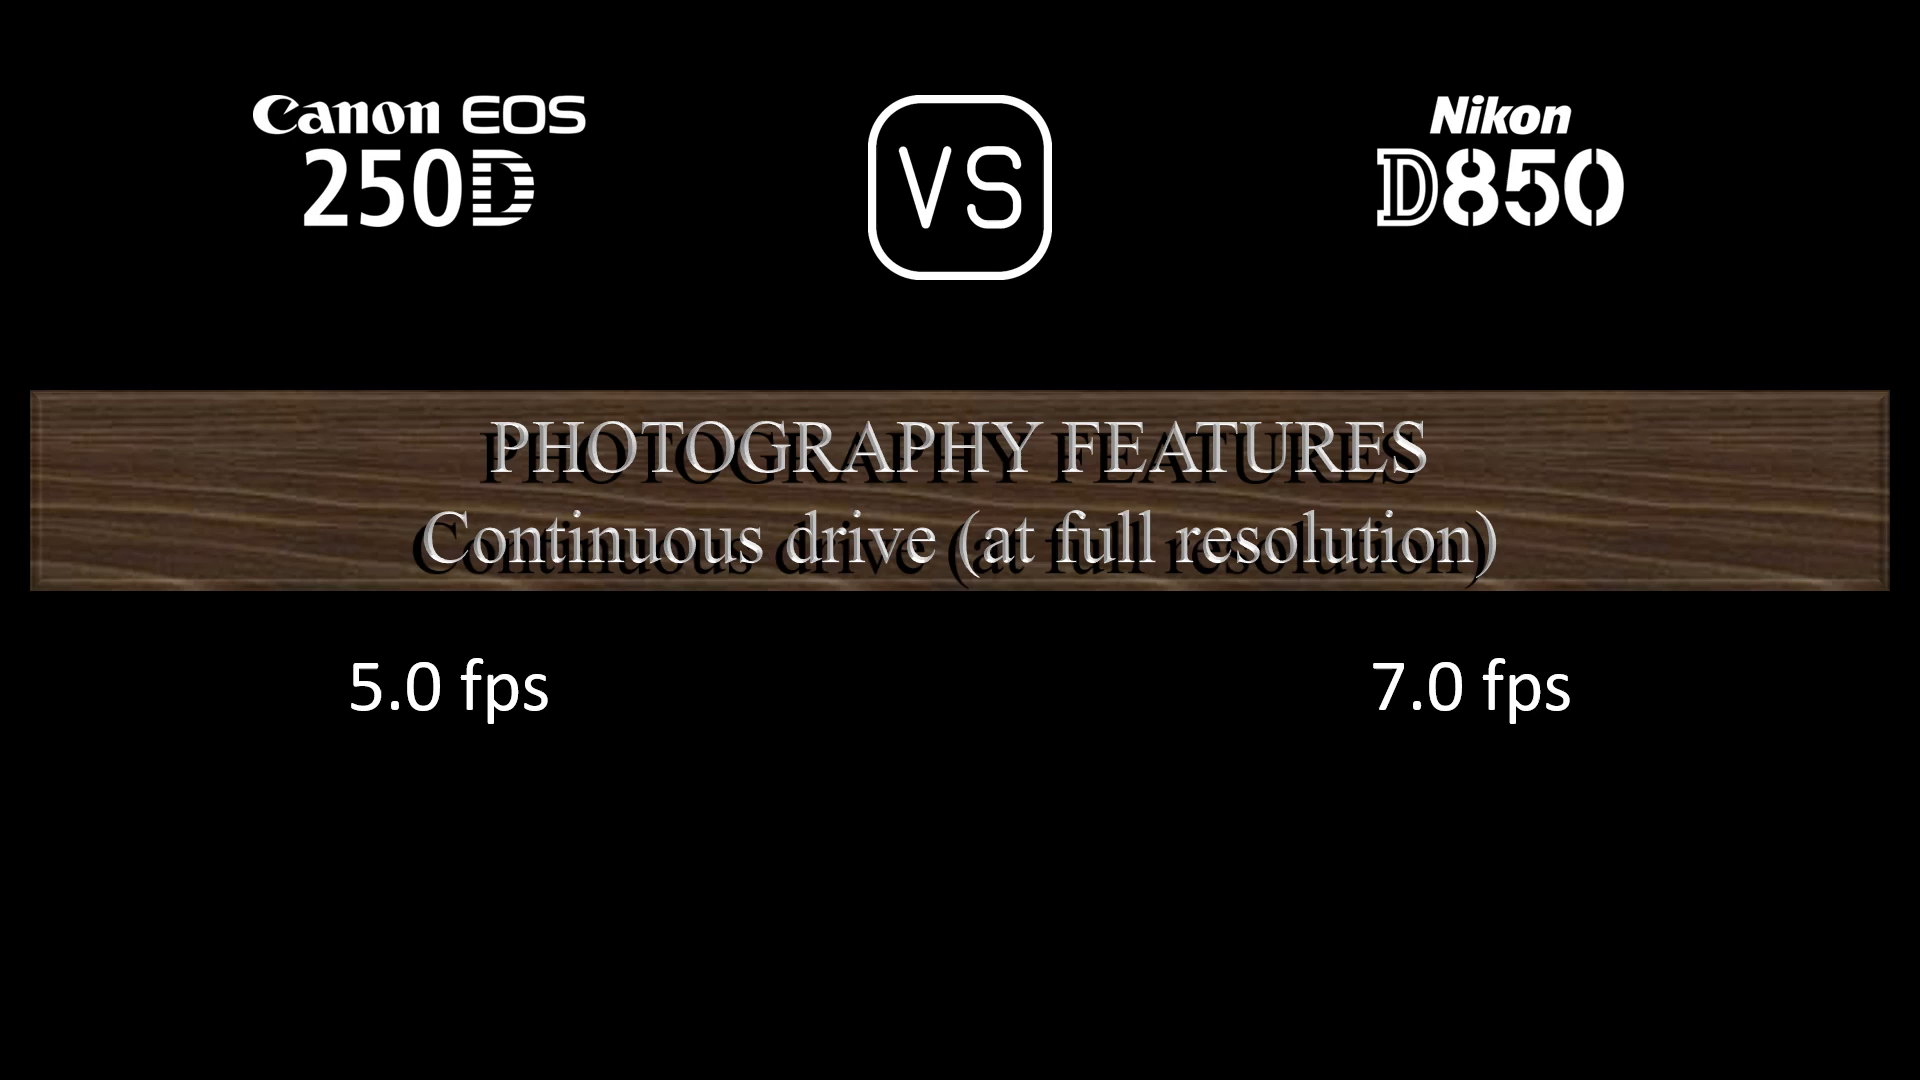 Canon EOS
250D
VS
Nikon
D850
PHOTOGRAPHY FEATURES
Continuous drive (at full resolution)
5.0 fps
7.0 fps